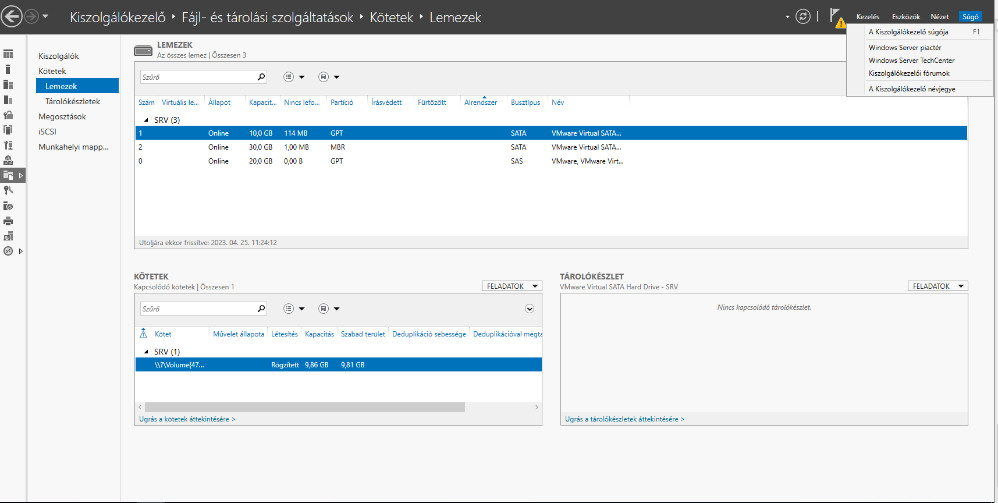 Kiszolgálókezelő ‣ Fájl- és tárolási szolgáltatások ‣ Kötetek ‣ Lemezek
Kezelés Eszközök Nézet Súgó
A Kiszolgálókezelő súgója F1
Windows Server piactér
Windows Server TechCenter
Kiszolgálókezelői fórumok
A Kiszolgálókezelő névjegye
Kiszolgálók
Kötetek
Lemezek
Tárolókészletek
Megosztások
iSCSI
Munkahelyi mapp...
LEMEZEK
Az összes lemez | Összesen 3
Szűrő
Szám Virtuális le... Állapot Kapacit... Nincs lefo... Partíció Írásvédett Fürtözött Alrendszer Busztípus Név
SRV (3)
1 Online 10,0 GB 114 MB GPT SATA VMware Virtual SATA...
2 Online 30,0 GB 1,00 MB MBR SATA VMware Virtual SATA...
0 Online 20,0 GB 0,00 B GPT SAS VMware, VMware Virt...
Utoljára ekkor frissítve: 2023. 04. 25. 11:24:12
KÖTETEK
Kapcsolódó kötetek | Összesen 1
FELADATOK
Szűrő
Kötet Művelet állapota Létesítés Kapacitás Szabad terület Deduplikáció sebessége Deduplikációval megta
SRV (1)
\\?\Volume{47... Rögzített 9,86 GB 9,81 GB
Ugrás a kötetek áttekintésére >
TÁROLÓKÉSZLET
VMware Virtual SATA Hard Drive - SRV
FELADATOK
Nincs kapcsolódó tárolókészlet.
Ugrás a tárolókészletek áttekintésére >